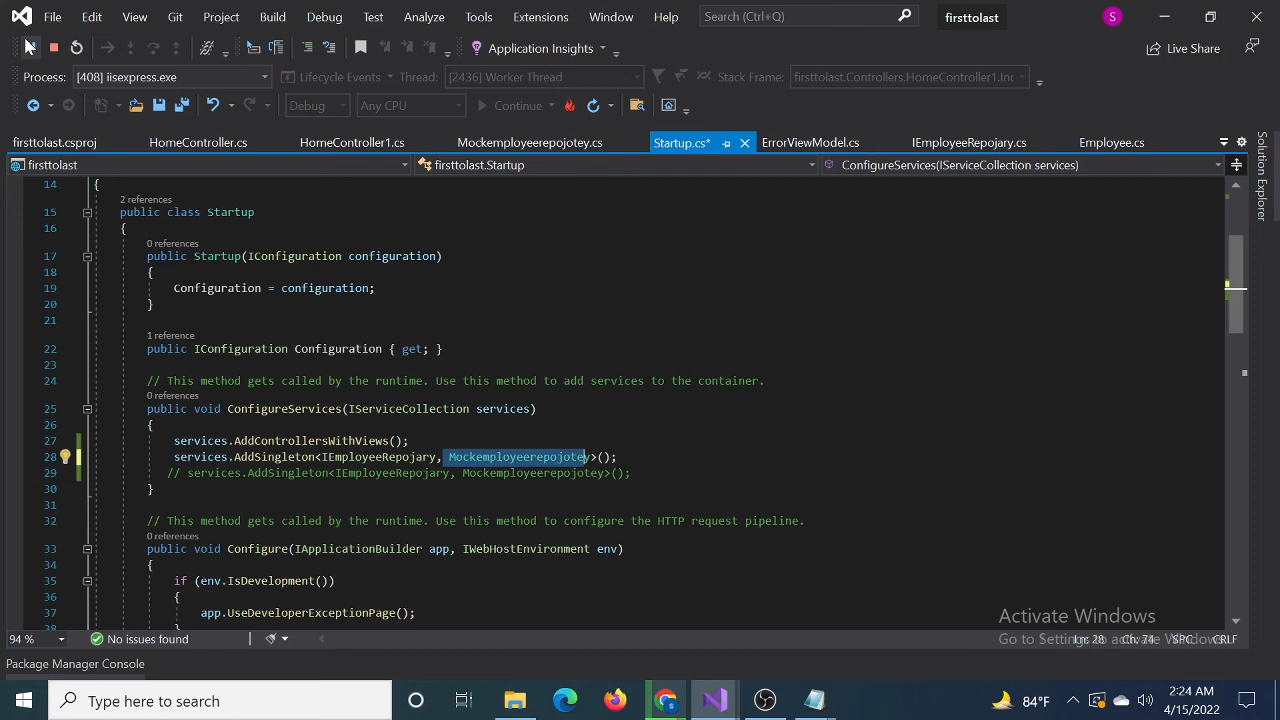 File Edit View Git Project Build Debug Test Analyze Tools Extensions Window Help Search (Ctrl+Q) firsttolast S
Application Insights Live Share
Process: [408] iisexpress.exe Lifecycle Events Thread: [2436] Worker Thread Stack Frame: firsttolast.Controllers.HomeController1.Inc
Debug Any CPU Continue
firsttolast.csproj HomeController.cs HomeController1.cs Mockemployeerepojotey.cs Startup.cs* ErrorViewModel.cs IEmployeeRepojary.cs Employee.cs
firsttolast firsttolast.Startup ConfigureServices(IServiceCollection services)
Solution Explorer
14 {
2 references
15 public class Startup
16 {
0 references
17 public Startup(IConfiguration configuration)
18 {
19 Configuration = configuration;
20 }
21
1 reference
22 public IConfiguration Configuration { get; }
23
24 // This method gets called by the runtime. Use this method to add services to the container.
0 references
25 public void ConfigureServices(IServiceCollection services)
26 {
27 services.AddControllersWithViews();
28 services.AddSingleton<IEmployeeRepojary, Mockemployeerepojotey>();
29 // services.AddSingleton<IEmployeeRepojary, Mockemployeerepojotey>();
30 }
31
32 // This method gets called by the runtime. Use this method to configure the HTTP request pipeline.
0 references
33 public void Configure(IApplicationBuilder app, IWebHostEnvironment env)
34 {
35 if (env.IsDevelopment())
36 {
37 app.UseDeveloperExceptionPage();
38 }
Activate Windows
Go to Settings to activate Windows.
94 % No issues found Ln: 28 Ch: 74 SPC CRLF
Package Manager Console
Type here to search 84°F 2:24 AM
4/15/2022